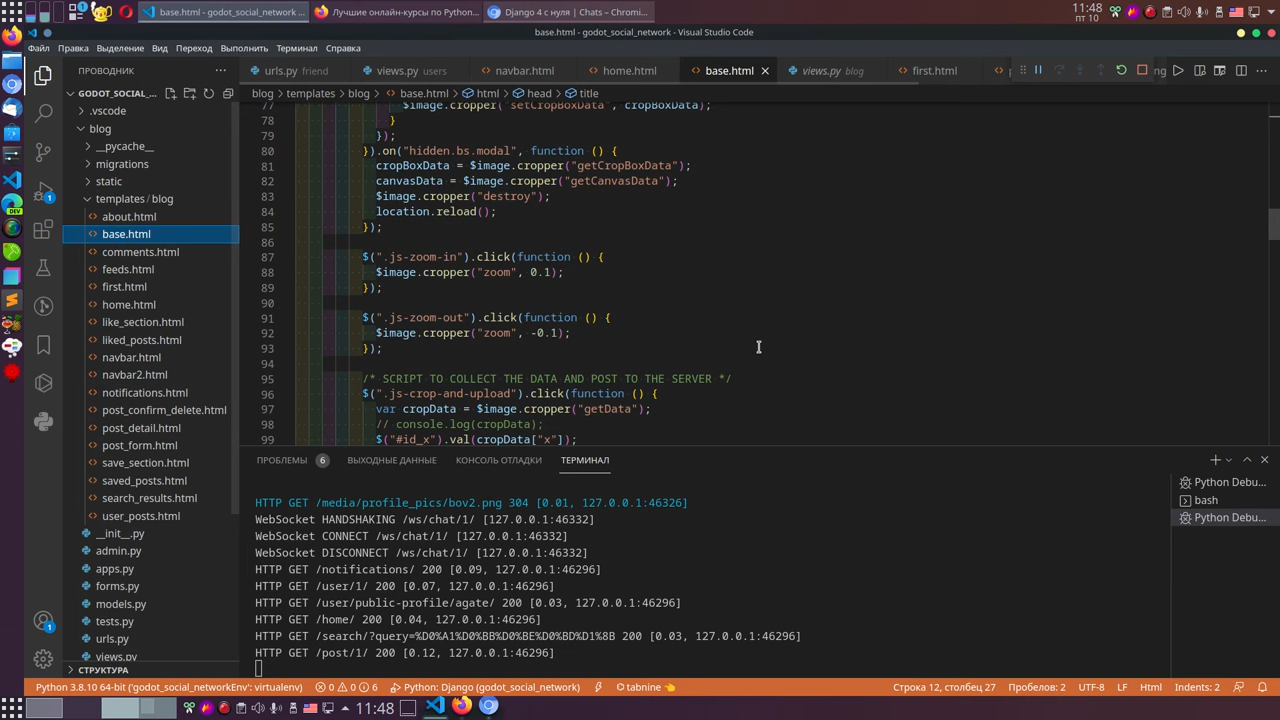 11:48
base.html - godot_social_network ...
Лучшие онлайн-курсы по Python...
Django 4 с нуля | Chats – Chromi...
пт 10
base.html - godot_social_network - Visual Studio Code
Файл Правка Выделение Вид Переход Выполнить Терминал Справка
ПРОВОДНИК
urls.py friend
views.py users
navbar.html
home.html
base.html
views.py blog
first.html
GODOT_SOCIAL_...
blog > templates > blog > base.html > html > head > title
.vscode
blog
__pycache__
migrations
static
templates/blog
about.html
base.html
comments.html
feeds.html
first.html
home.html
like_section.html
liked_posts.html
navbar.html
navbar2.html
notifications.html
post_confirm_delete.html
post_detail.html
post_form.html
save_section.html
saved_posts.html
search_results.html
user_posts.html
__init__.py
admin.py
apps.py
forms.py
models.py
tests.py
urls.py
views.py
СТРУКТУРА
77 $image.cropper("setCropBoxData", cropBoxData);
78 }
79 });
80 }).on("hidden.bs.modal", function () {
81 cropBoxData = $image.cropper("getCropBoxData");
82 canvasData = $image.cropper("getCanvasData");
83 $image.cropper("destroy");
84 location.reload();
85 });
86
87 $(".js-zoom-in").click(function () {
88 $image.cropper("zoom", 0.1);
89 });
90
91 $(".js-zoom-out").click(function () {
92 $image.cropper("zoom", -0.1);
93 });
94
95 /* SCRIPT TO COLLECT THE DATA AND POST TO THE SERVER */
96 $(".js-crop-and-upload").click(function () {
97 var cropData = $image.cropper("getData");
98 // console.log(cropData);
99 $("#id_x").val(cropData["x"]);
ПРОБЛЕМЫ 6 ВЫХОДНЫЕ ДАННЫЕ КОНСОЛЬ ОТЛАДКИ ТЕРМИНАЛ
HTTP GET /media/profile_pics/bov2.png 304 [0.01, 127.0.0.1:46326]
WebSocket HANDSHAKING /ws/chat/1/ [127.0.0.1:46332]
WebSocket CONNECT /ws/chat/1/ [127.0.0.1:46332]
WebSocket DISCONNECT /ws/chat/1/ [127.0.0.1:46332]
HTTP GET /notifications/ 200 [0.09, 127.0.0.1:46296]
HTTP GET /user/1/ 200 [0.07, 127.0.0.1:46296]
HTTP GET /user/public-profile/agate/ 200 [0.03, 127.0.0.1:46296]
HTTP GET /home/ 200 [0.04, 127.0.0.1:46296]
HTTP GET /search/?query=%D0%A1%D0%BB%D0%BE%D0%BD%D1%8B 200 [0.03, 127.0.0.1:46296]
HTTP GET /post/1/ 200 [0.12, 127.0.0.1:46296]
Python Debu...
bash
Python Debu...
Python 3.8.10 64-bit ('godot_social_networkEnv': virtualenv) 0 0 6 Python: Django (godot_social_network) tabnine Строка 12, столбец 27 Пробелов: 2 UTF-8 LF Html Indents: 2
11:48